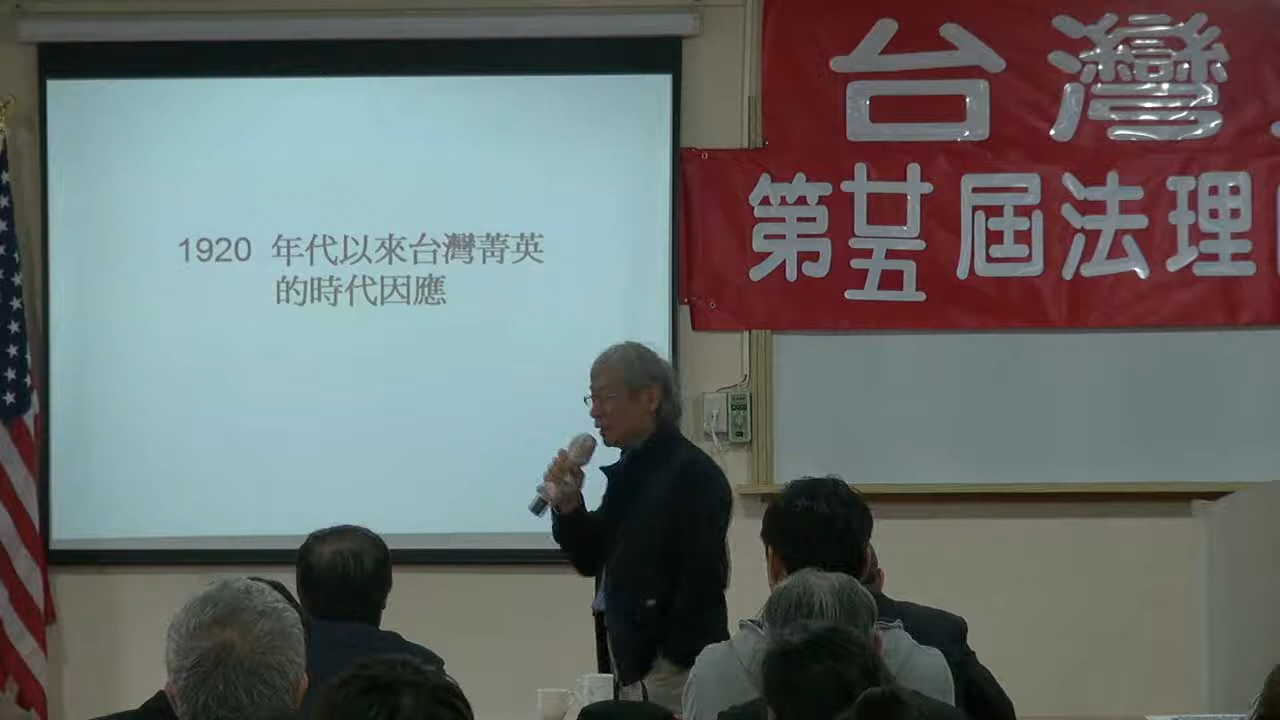 1920 年代以來台灣菁英
的時代因應
台灣
第廿五屆法理